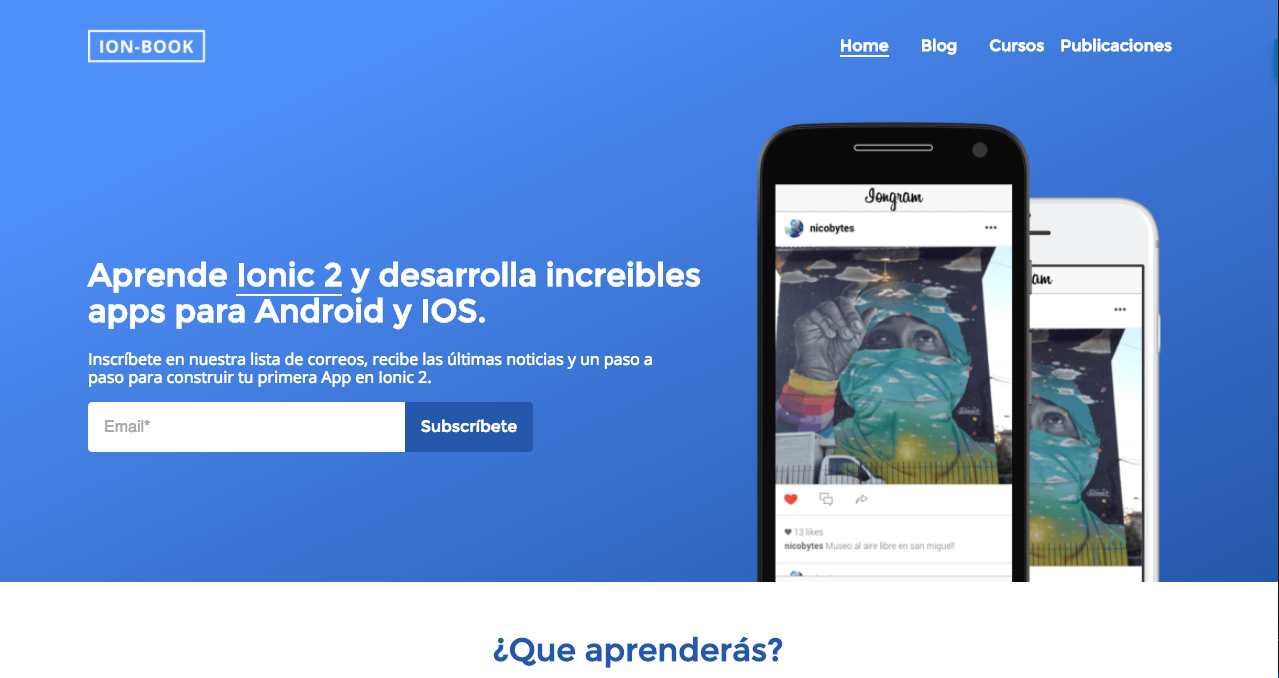 ION-BOOK
Home Blog Cursos Publicaciones
Aprende Ionic 2 y desarrolla increibles
apps para Android y IOS.
Inscríbete en nuestra lista de correos, recibe las últimas noticias y un paso a
paso para construir tu primera App en Ionic 2.
Email*
Subscríbete
Iongram
nicobytes
13 likes
nicobytes Museo al aire libre en san miguel!
am
¿Que aprenderás?